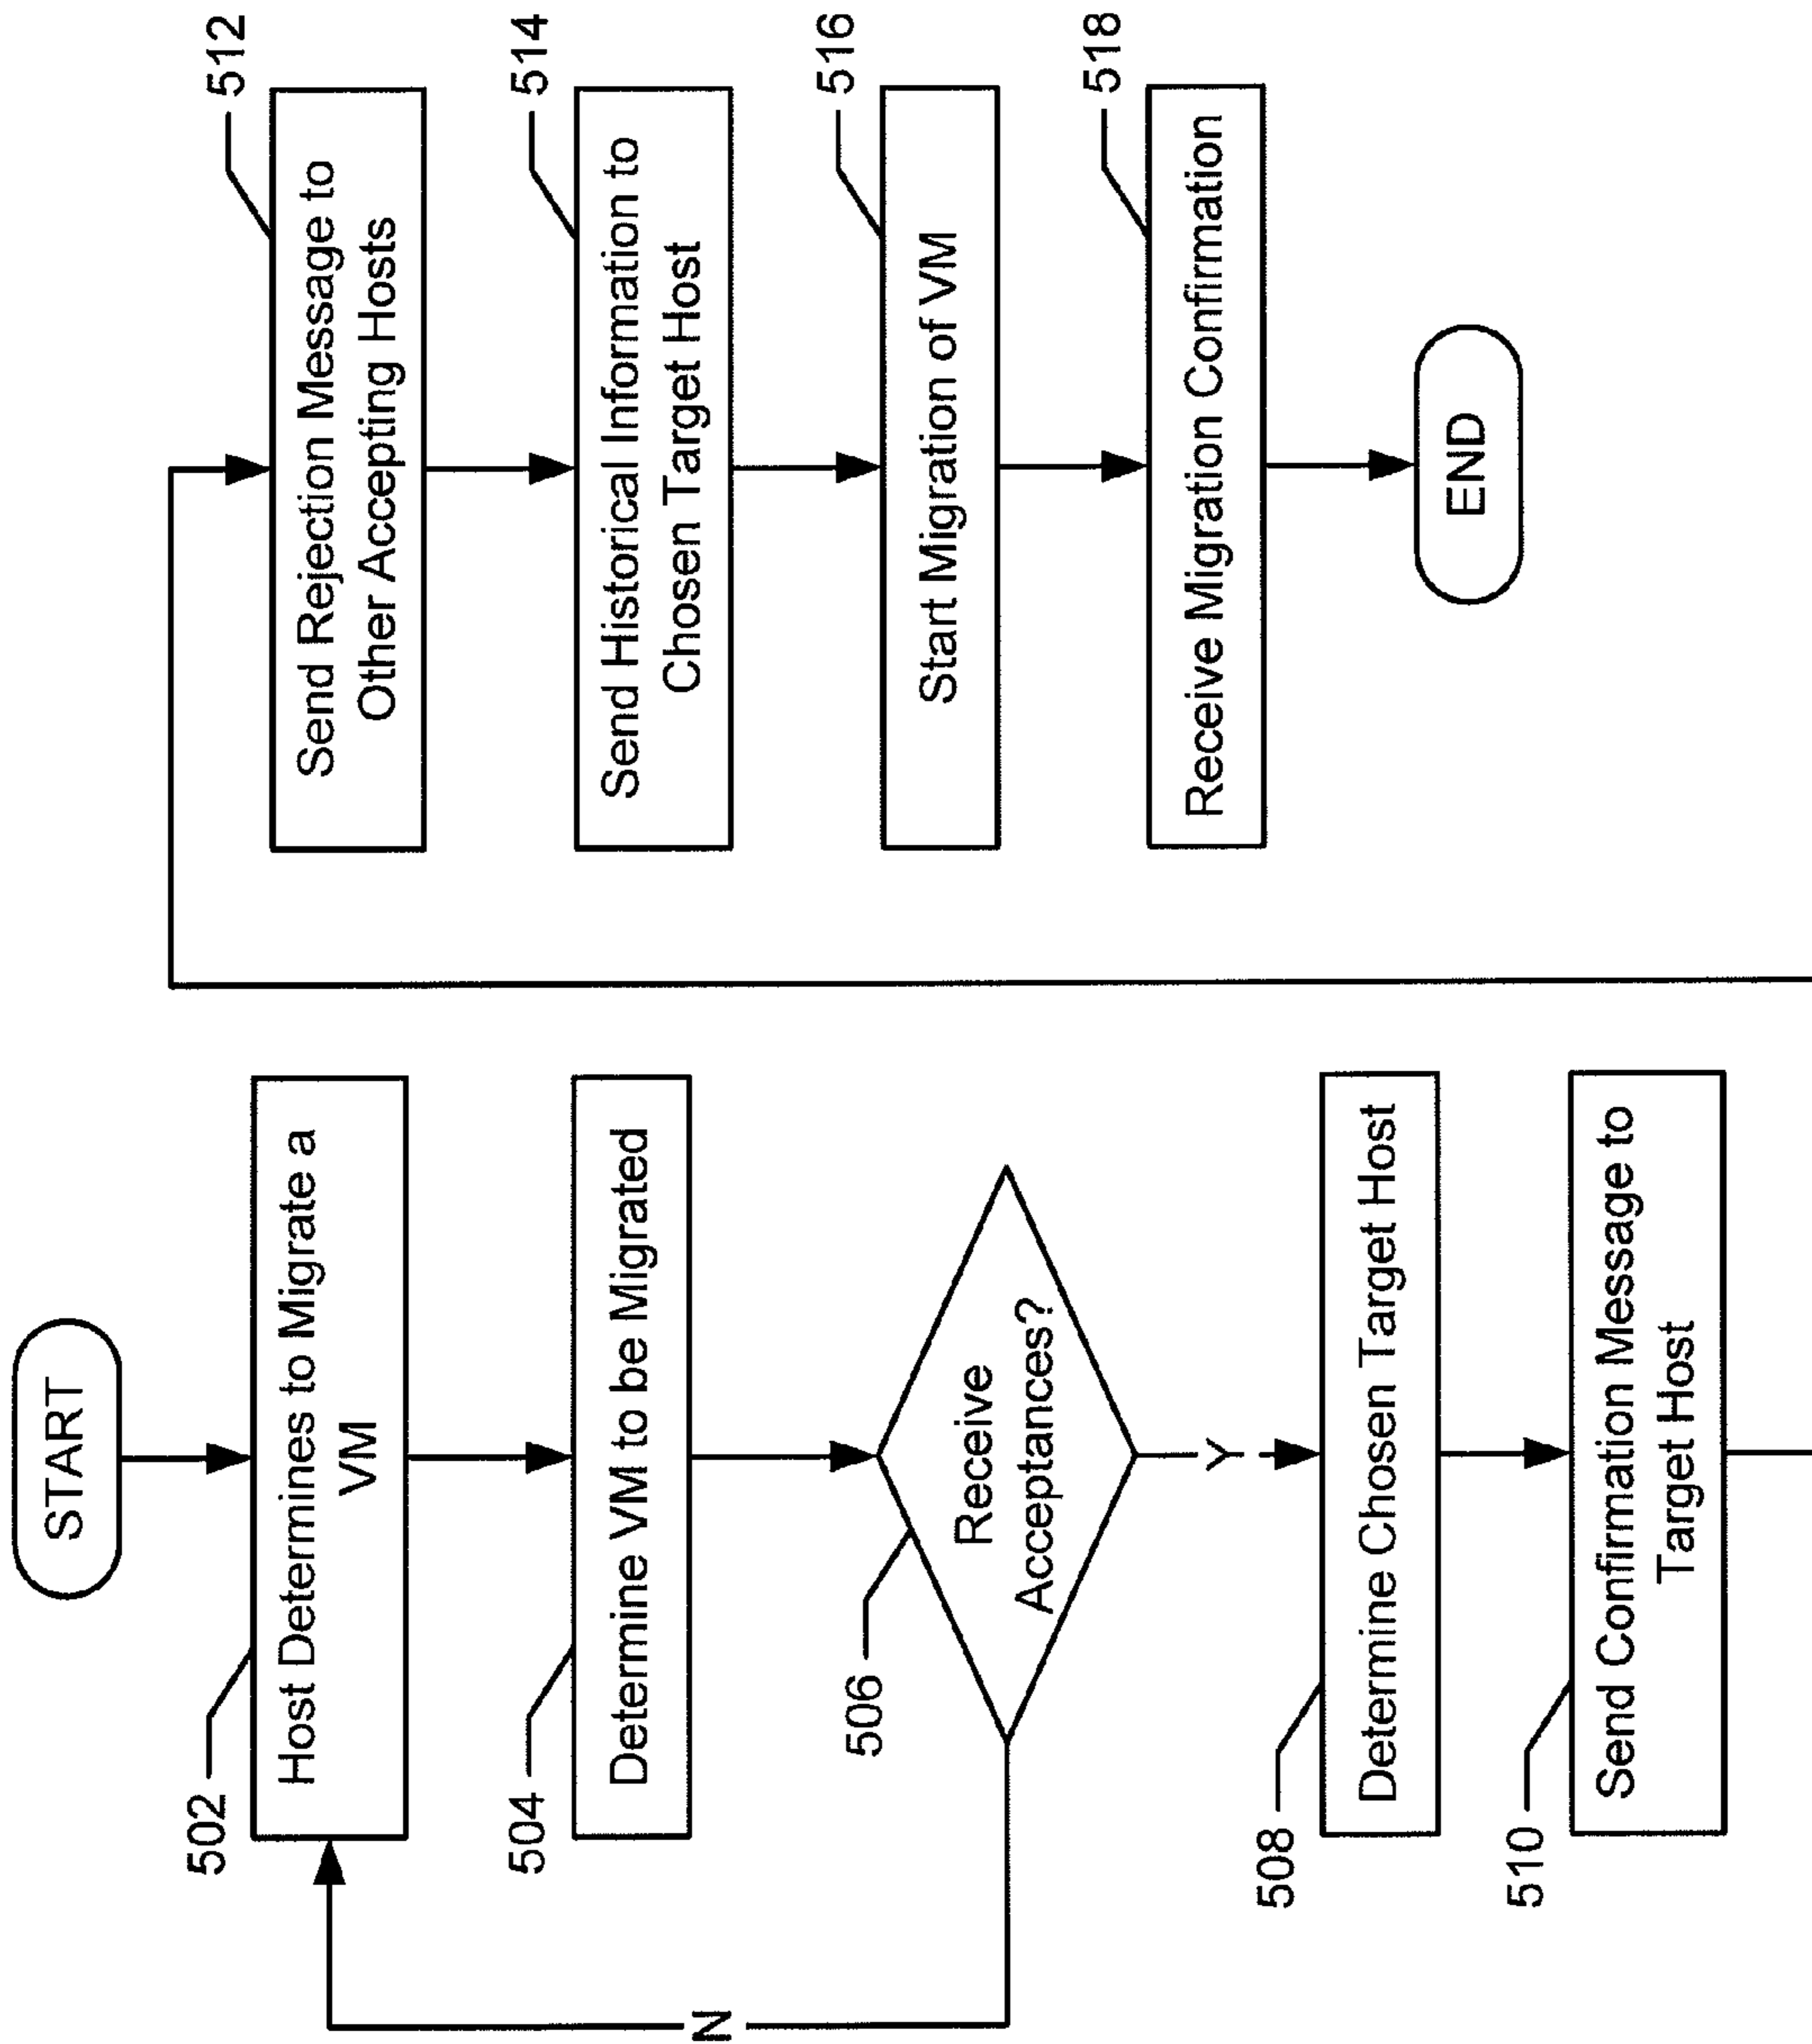 START
502
Host Determines to Migrate a
VM
504
Determine VM to be Migrated
506
Receive
Acceptances?
N
Y
508
Determine Chosen Target Host
510
Send Confirmation Message to
Target Host
512
Send Rejection Message to
Other Accepting Hosts
514
Send Historical Information to
Chosen Target Host
516
Start Migration of VM
518
Receive Migration Confirmation
END